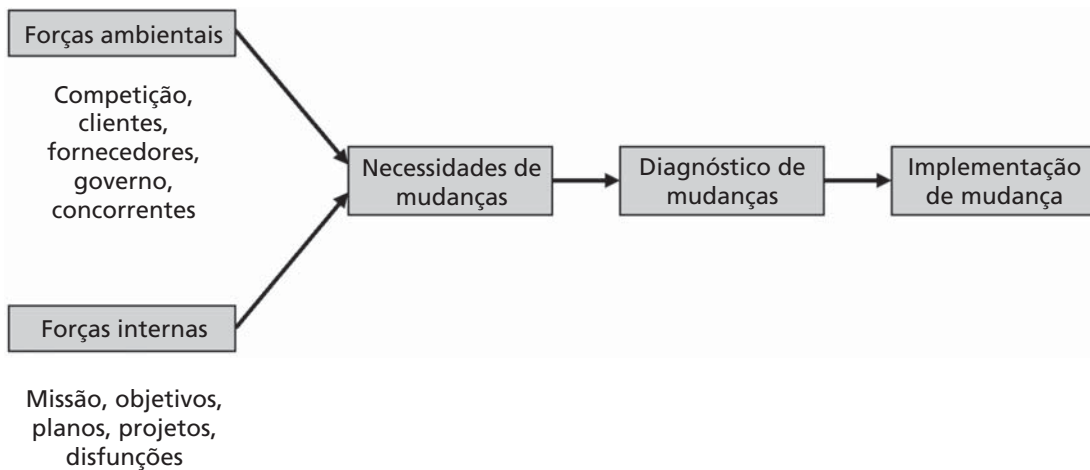 Forças ambientais
Competição,
clientes,
fornecedores,
governo,
concorrentes
Necessidades de
mudanças
Diagnóstico de
mudanças
Implementação
de mudança
Forças internas
Missão, objetivos,
planos, projetos,
disfunções